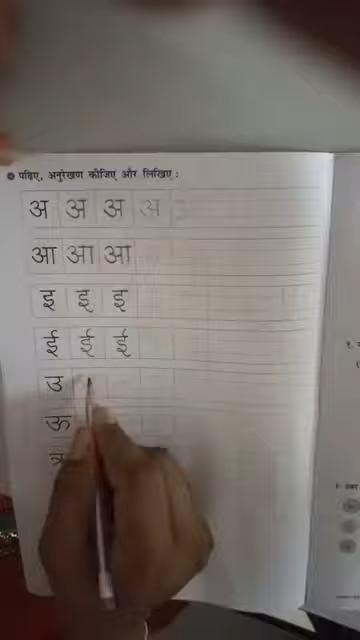 पढ़िए, अनुरेखण कीजिए और लिखिए :
अ अ अ अ
आ आ आ
इ इ इ
ई ई ई
उ
ऊ